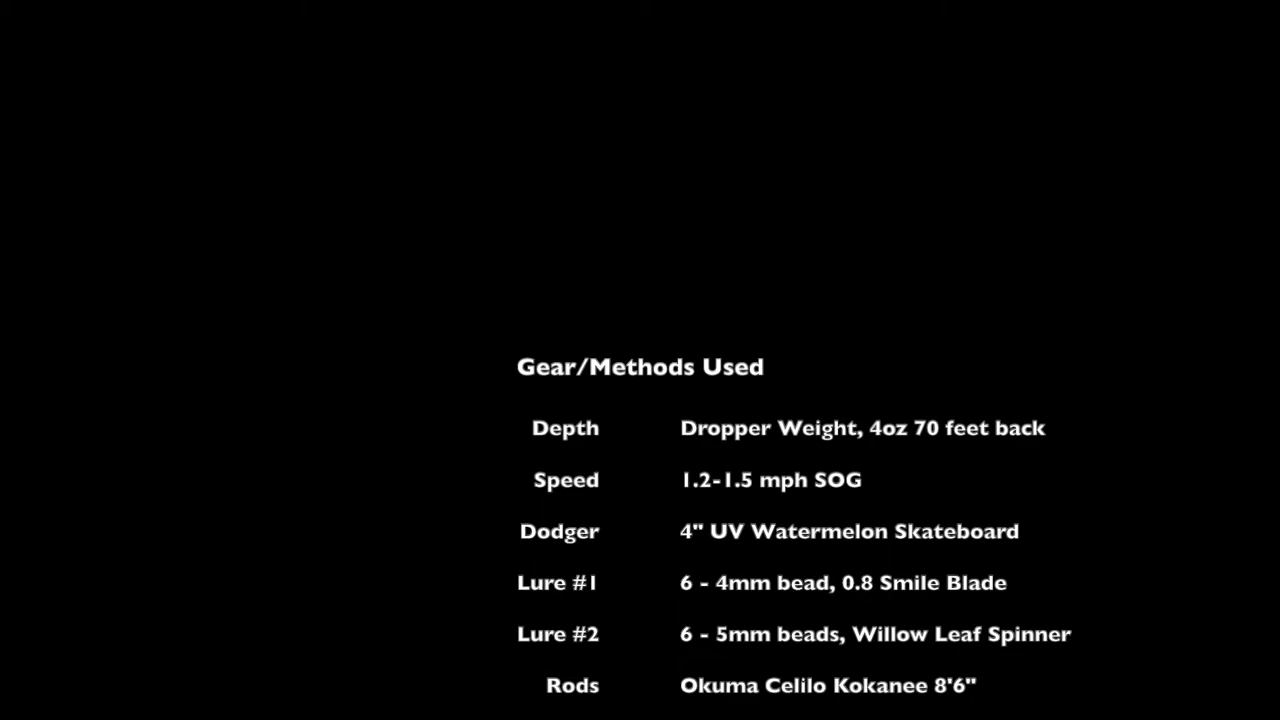 Gear/Methods Used
Depth Dropper Weight, 4oz 70 feet back
Speed 1.2-1.5 mph SOG
Dodger 4" UV Watermelon Skateboard
Lure #1 6 - 4mm bead, 0.8 Smile Blade
Lure #2 6 - 5mm beads, Willow Leaf Spinner
Rods Okuma Celilo Kokanee 8'6"